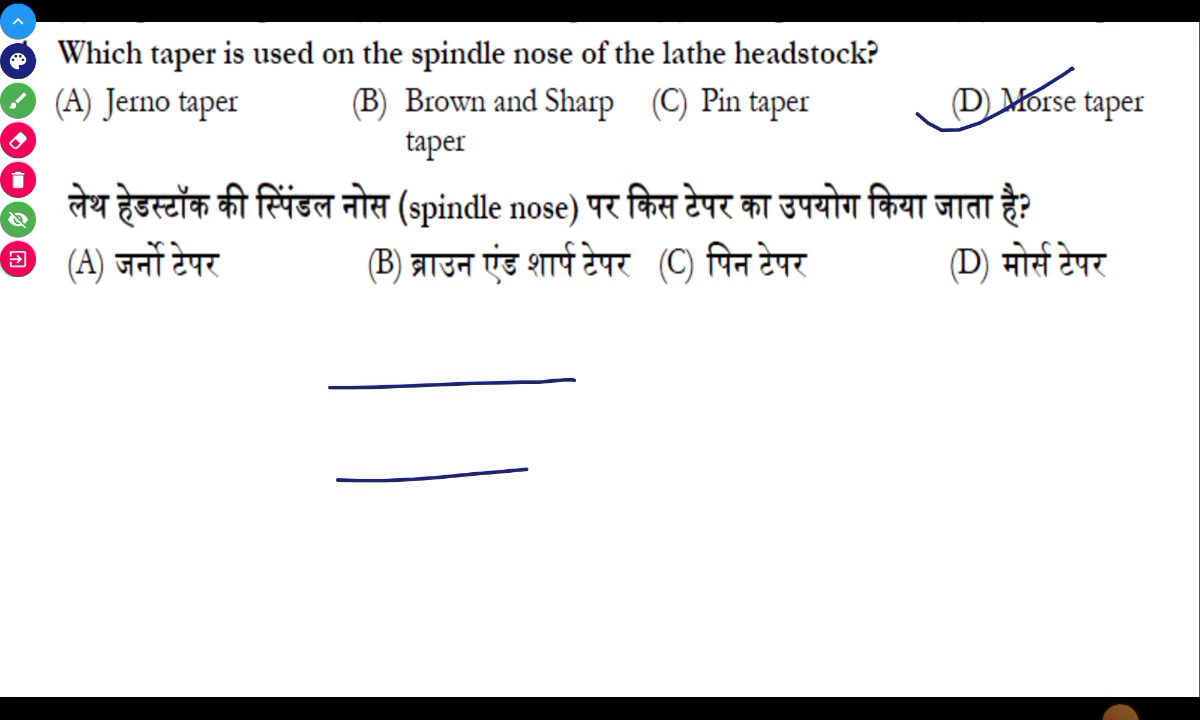 Which taper is used on the spindle nose of the lathe headstock?
(A) Jerno taper (B) Brown and Sharp taper (C) Pin taper (D) Morse taper
लेथ हेडस्टॉक की स्पिंडल नोस (spindle nose) पर किस टेपर का उपयोग किया जाता है?
(A) जर्नो टेपर (B) ब्राउन एंड शार्प टेपर (C) पिन टेपर (D) मोर्स टेपर